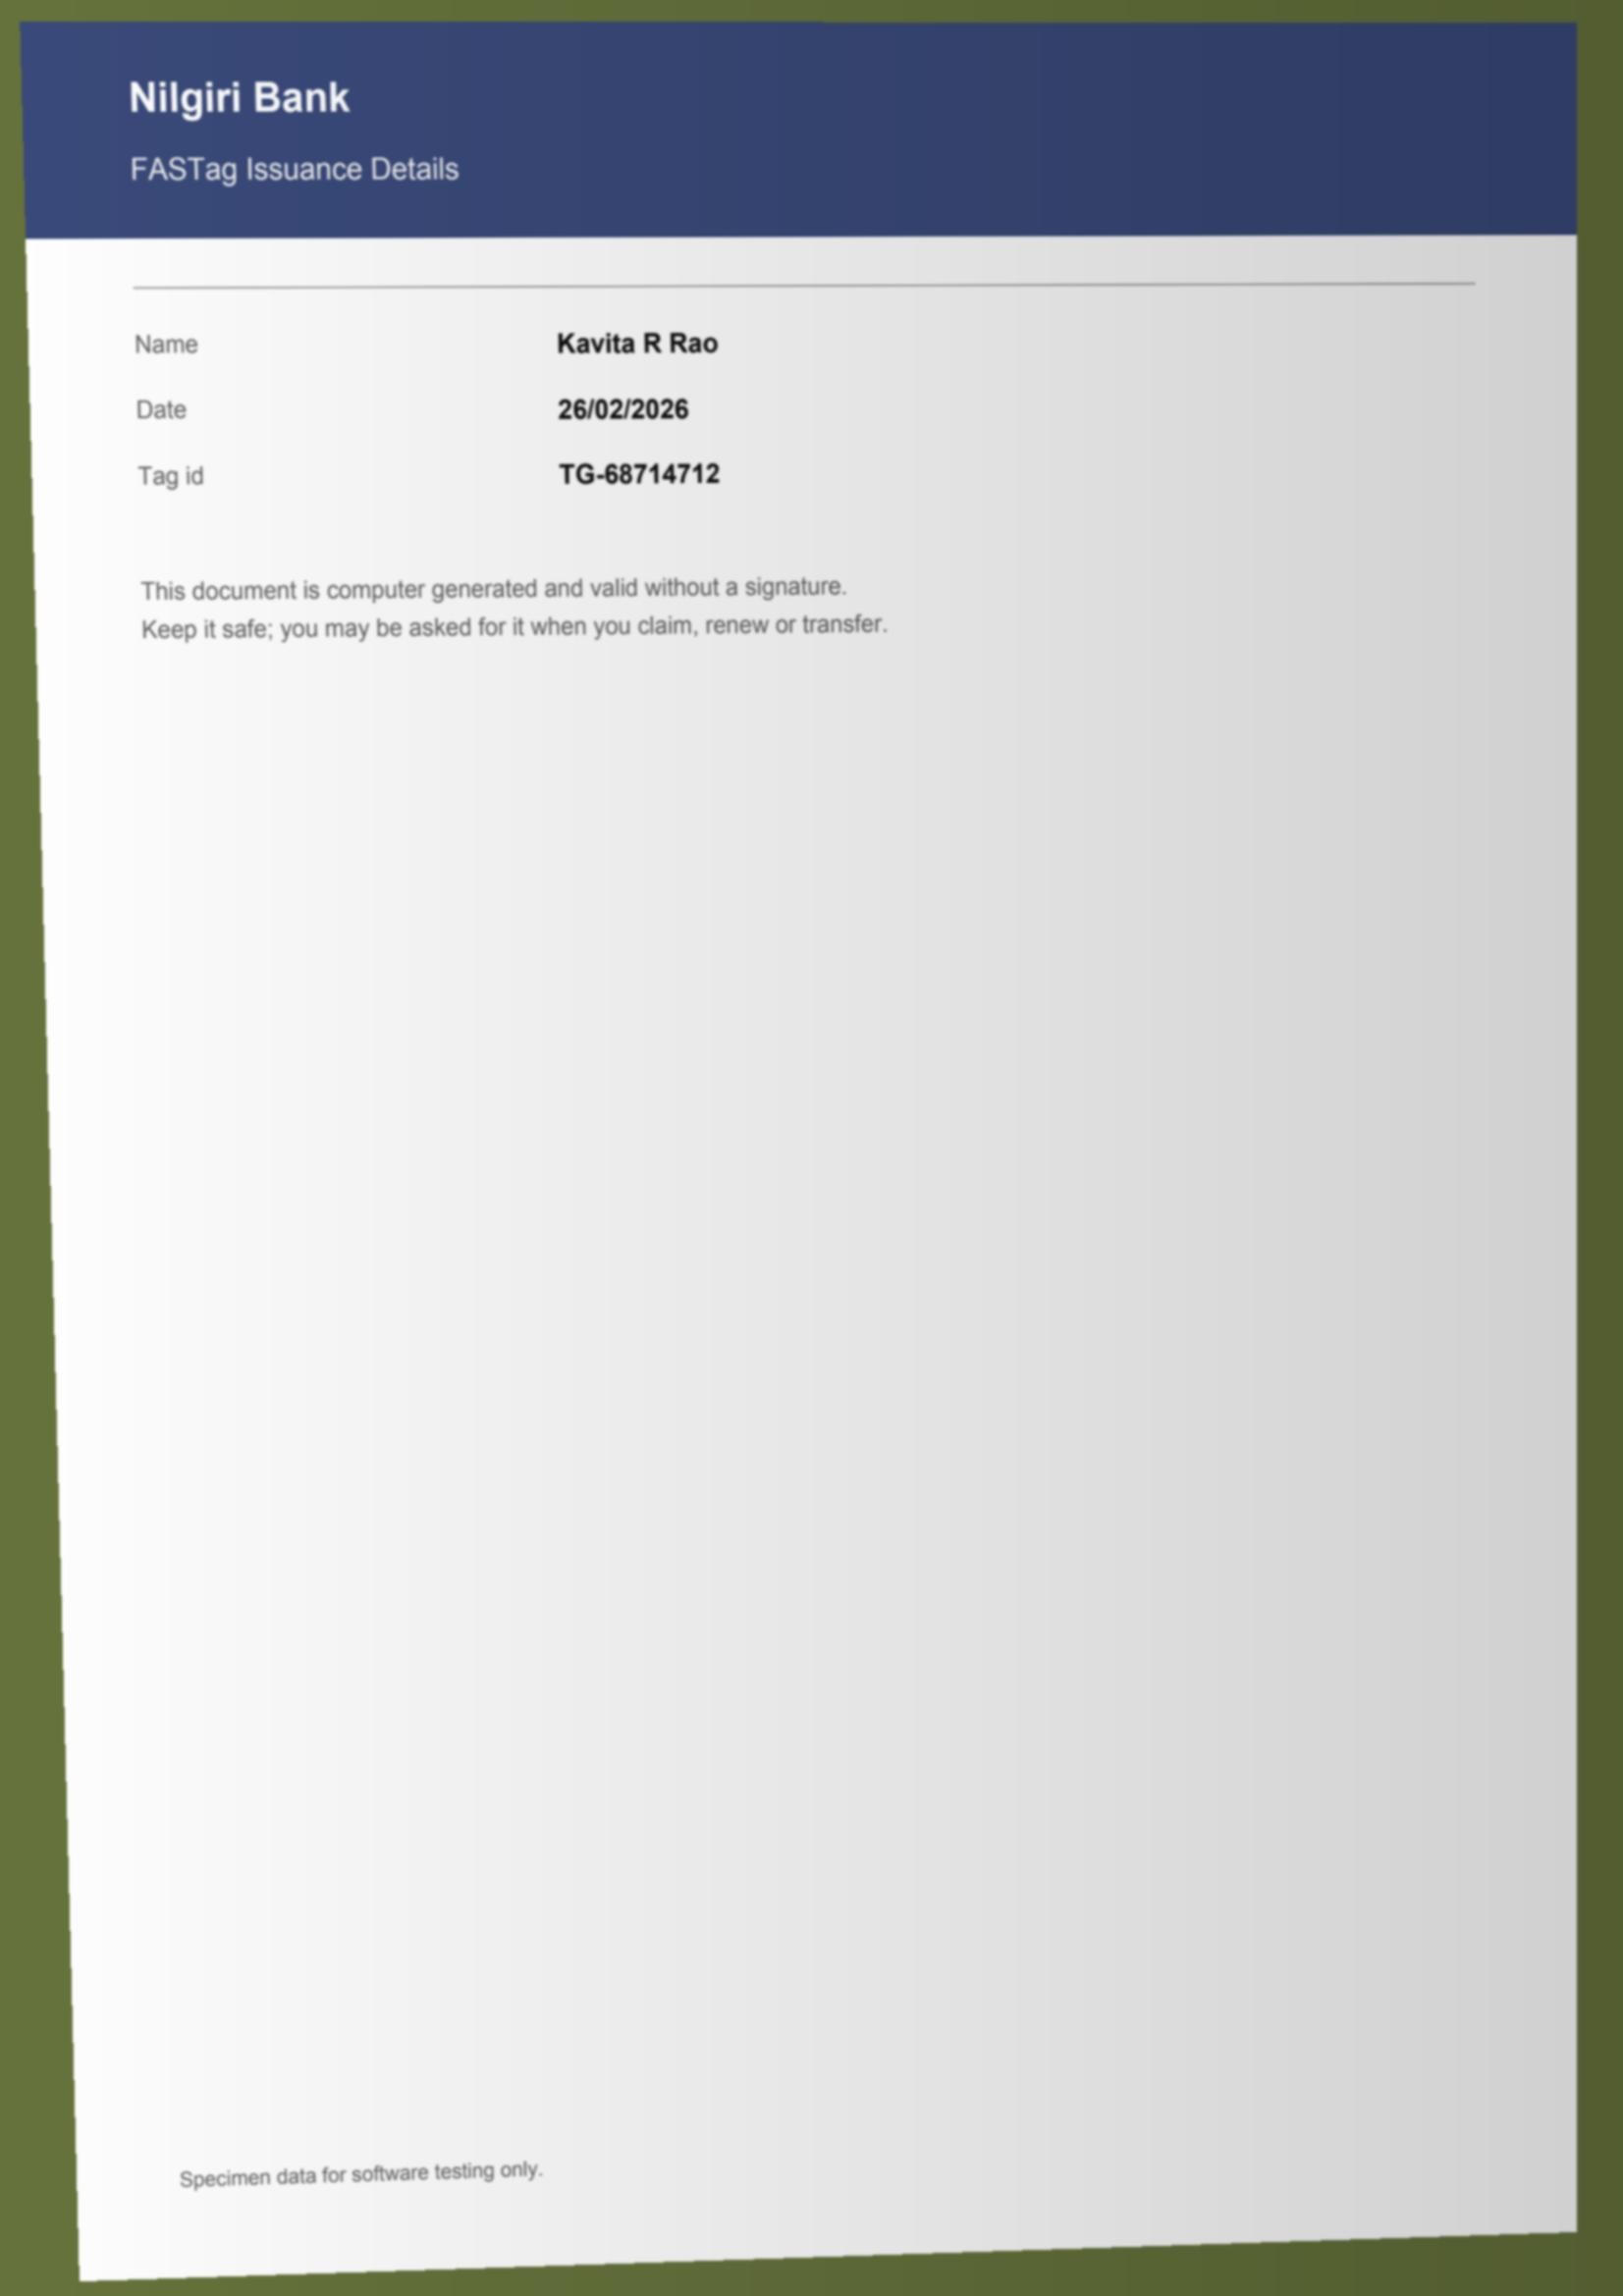 Nilgiri Bank
FASTag Issuance Details
Name Kavita R Rao
Date 26/02/2026
Tag id TG-68714712
This document is computer generated and valid without a signature.
Keep it safe; you may be asked for it when you claim, renew or transfer.
Specimen data for software testing only.